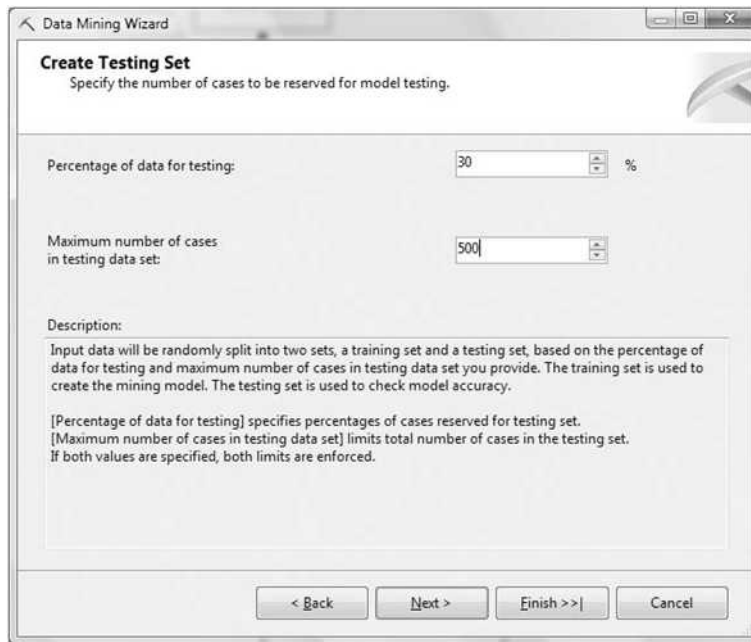 Data Mining Wizard
Create Testing Set
Specify the number of cases to be reserved for model testing.
Percentage of data for testing:
30
%
Maximum number of cases
in testing data set:
500
Description:
Input data will be randomly split into two sets, a training set and a testing set, based on the percentage of
data for testing and maximum number of cases in testing data set you provide. The training set is used to
create the mining model. The testing set is used to check model accuracy.
[Percentage of data for testing] specifies percentages of cases reserved for testing set.
[Maximum number of cases in testing data set] limits total number of cases in the testing set.
If both values are specified, both limits are enforced.
< Back
Next >
Finish >>|
Cancel